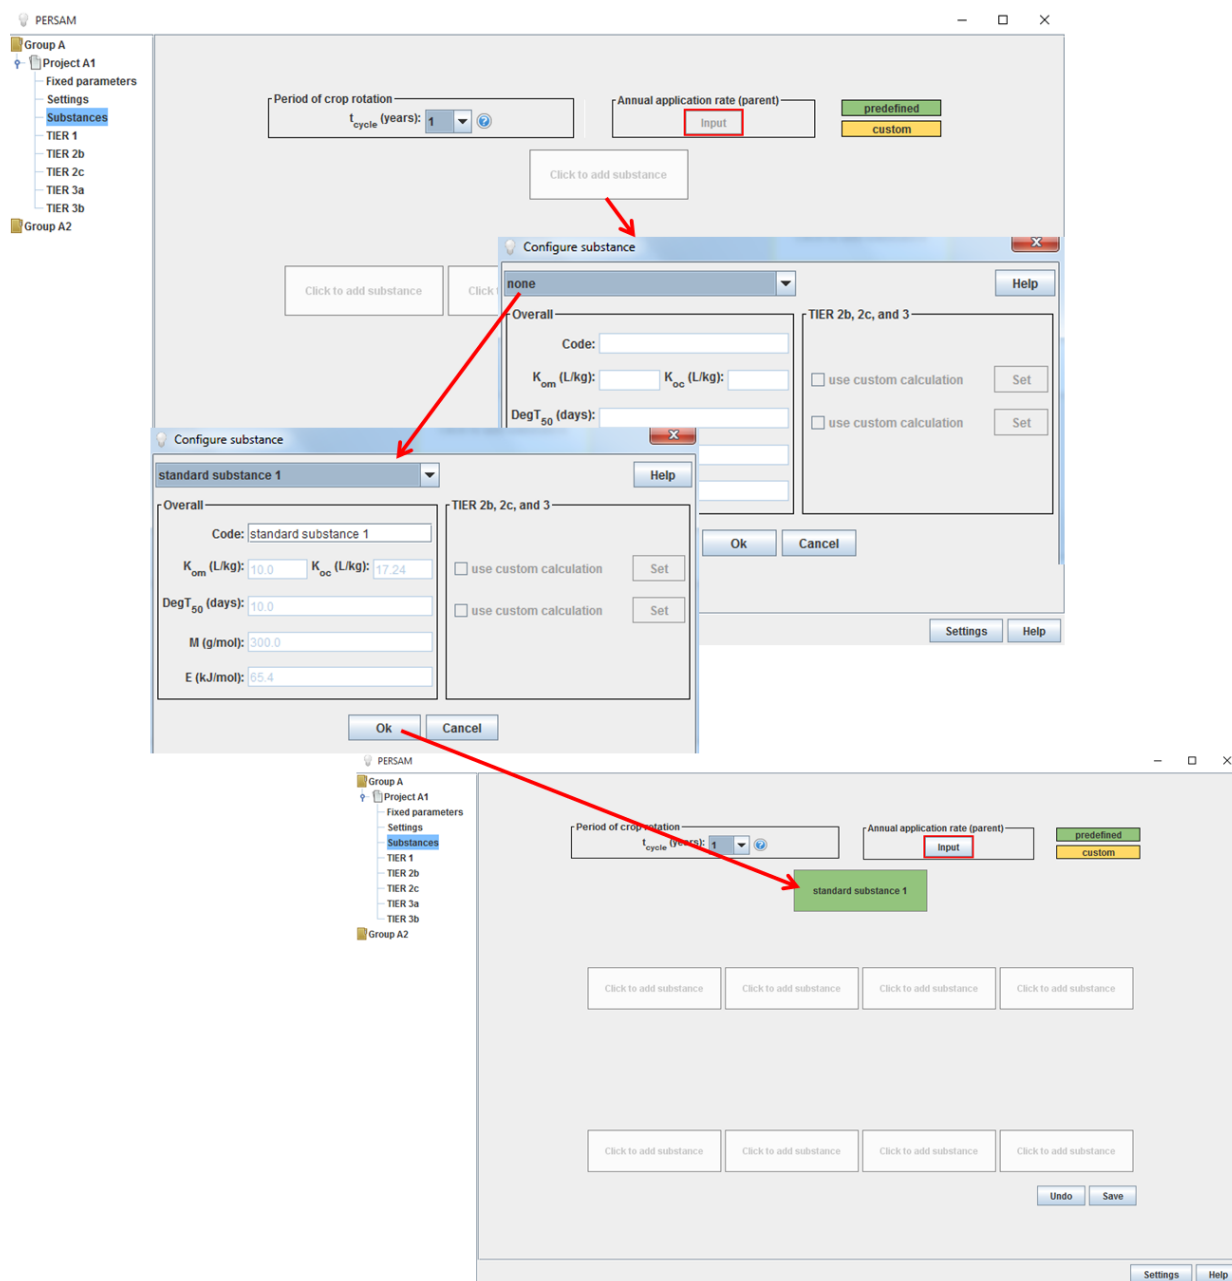 PERSAM
Group A
Project A1
Fixed parameters
Settings
Substances
TIER 1
TIER 2b
TIER 2c
TIER 3a
TIER 3b
Group A2
Period of crop rotation
tcycle (years): 1
Annual application rate (parent)
Input
predefined
custom
Click to add substance
Click to add substance
Click t
Configure substance
none
Help
Overall
Code:
Kom (L/kg): Koc (L/kg):
DegT50 (days):
TIER 2b, 2c, and 3
use custom calculation Set
use custom calculation Set
Ok Cancel
Settings Help
Configure substance
standard substance 1
Help
Overall
Code: standard substance 1
Kom (L/kg): 10.0 Koc (L/kg): 17.24
DegT50 (days): 10.0
M (g/mol): 300.0
E (kJ/mol): 65.4
TIER 2b, 2c, and 3
use custom calculation Set
use custom calculation Set
Ok Cancel
PERSAM
Group A
Project A1
Fixed parameters
Settings
Substances
TIER 1
TIER 2b
TIER 2c
TIER 3a
TIER 3b
Group A2
Period of crop rotation
tcycle (years): 1
Annual application rate (parent)
Input
predefined
custom
standard substance 1
Click to add substance Click to add substance Click to add substance Click to add substance
Click to add substance Click to add substance Click to add substance Click to add substance
Undo Save
Settings Help